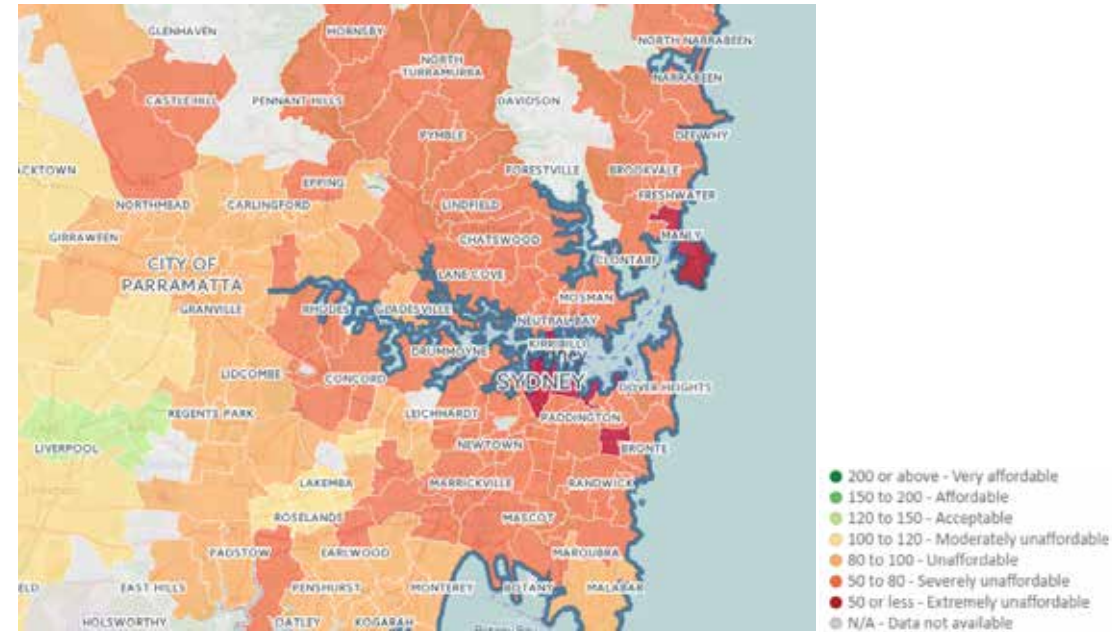 GLENHAVEN
HORNSBY
NORTH NARRABEEN
NORTH
TURRAMURRA
NARRABEEN
CASTLE HILL
PENNANT HILLS
DAVIDSON
PYMBLE
DEE WHY
ACKTOWN
FORESTVILLE
BROOKVALE
EPPING
FRESHWATER
NORTHMEAD
CARLINGFORD
LINDFIELD
GIRRAWEEN
CHATSWOOD
MANLY
CITY OF
PARRAMATTA
CLONTARF
LANE COVE
GRANVILLE
RHODES
GLADESVILLE
MOSMAN
NEUTRAL BAY
KIRRIBILLI
DRUMMOYNE
LIDCOMBE
CONCORD
SYDNEY
DOVER HEIGHTS
REGENTS PARK
LEICHHARDT
PADDINGTON
LIVERPOOL
NEWTOWN
BRONTE
LAKEMBA
MARRICKVILLE
RANDWICK
ROSELANDS
MASCOT
PADSTOW
EARLWOOD
MAROUBRA
ELD
EAST HILLS
PENSHURST
MONTEREY
BOTANY
MALABAR
HOLSWORTHY
OATLEY
KOGARAH
200 or above - Very affordable
150 to 200 - Affordable
120 to 150 - Acceptable
100 to 120 - Moderately unaffordable
80 to 100 - Unaffordable
50 to 80 - Severely unaffordable
50 or less - Extremely unaffordable
N/A - Data not available